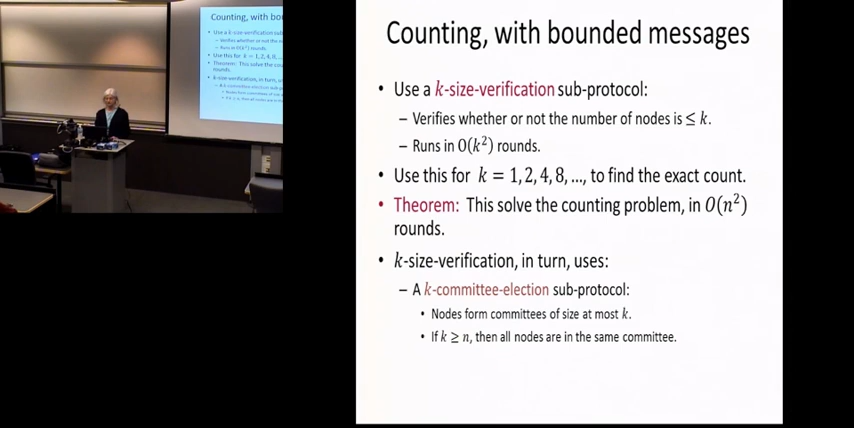 Counting, with bounded messages
• Use a k-size-verification sub-protocol:
– Verifies whether or not the number of nodes is ≤ k.
– Runs in O(k²) rounds.
• Use this for k = 1, 2, 4, 8, …, to find the exact count.
• Theorem: This solve the counting problem, in O(n²)
rounds.
• k-size-verification, in turn, uses:
– A k-committee-election sub-protocol:
• Nodes form committees of size at most k.
• If k ≥ n, then all nodes are in the same committee.